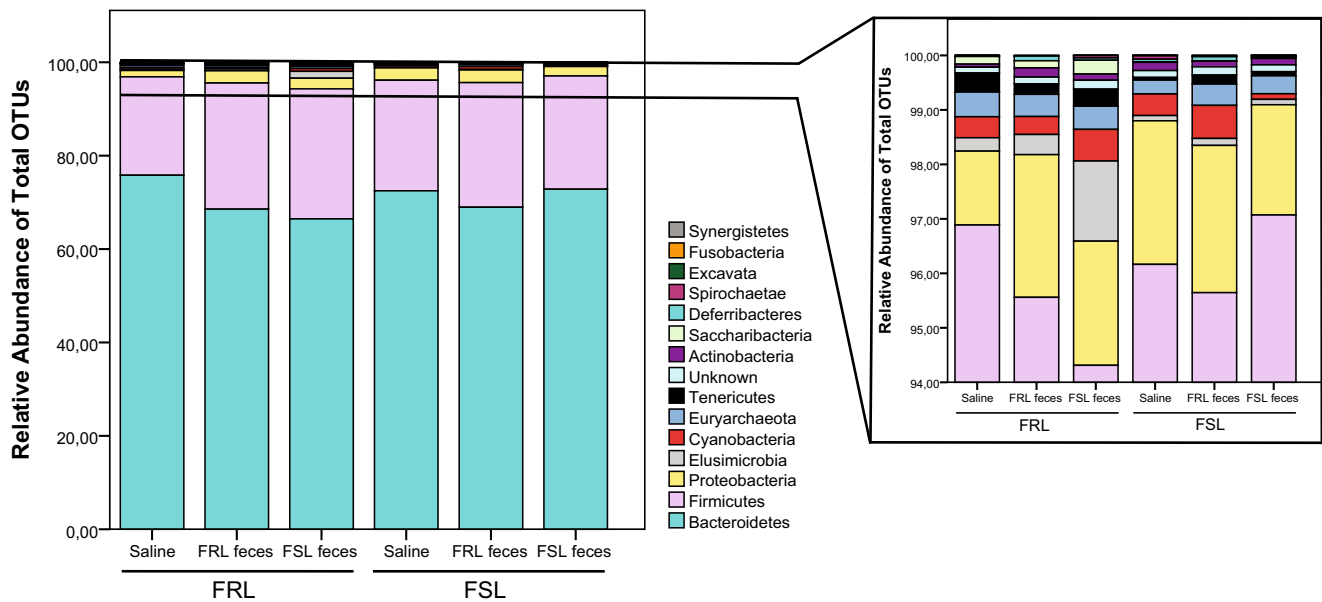 Relative Abundance of Total OTUs
100,00
80,00
60,00
40,00
20,00
0,00
Saline
FRL feces
FSL feces
Saline
FRL feces
FSL feces
FRL
FSL
Synergistetes
Fusobacteria
Excavata
Spirochaetae
Deferribacteres
Saccharibacteria
Actinobacteria
Unknown
Tenericutes
Euryarchaeota
Cyanobacteria
Elusimicrobia
Proteobacteria
Firmicutes
Bacteroidetes
Relative Abundance of Total OTUs
100,00
99,00
98,00
97,00
96,00
95,00
94,00
Saline
FRL feces
FSL feces
Saline
FRL feces
FSL feces
FRL
FSL